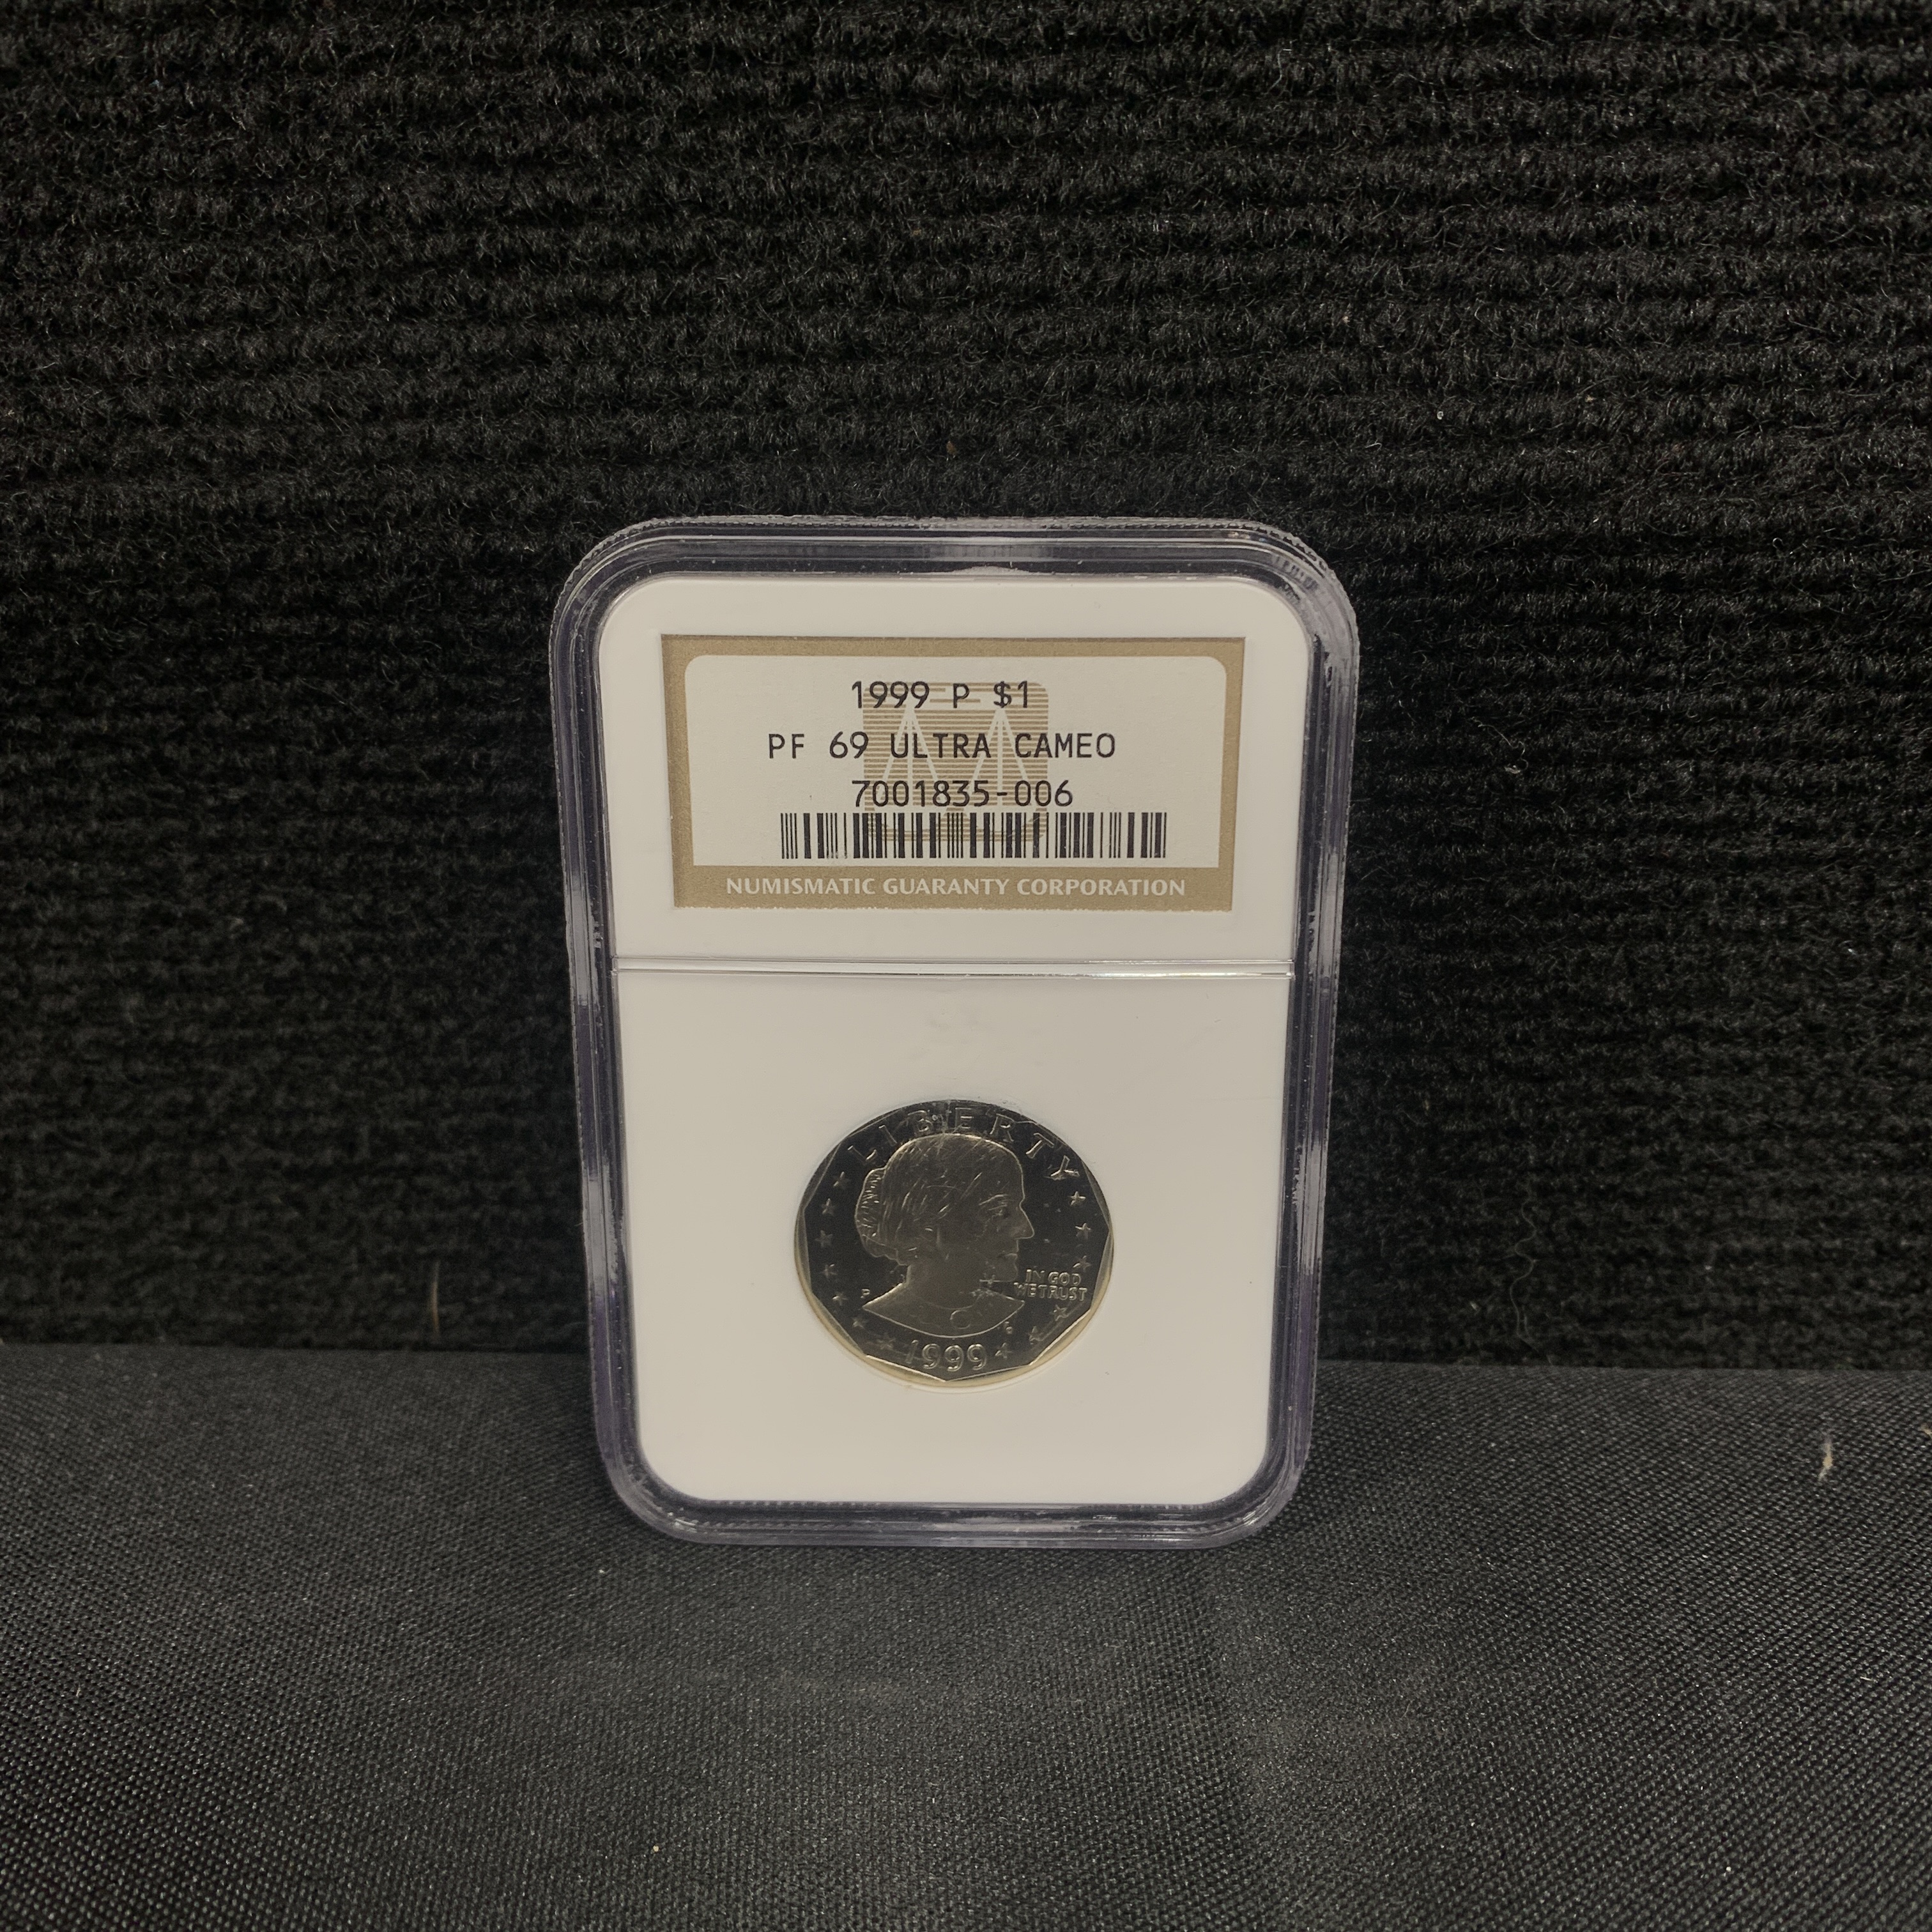 1999 P $1
PF 69 ULTRA CAMEO
7001835-006
NUMISMATIC GUARANTY CORPORATION
LIBERTY
P
IN GOD
WE TRUST
1999